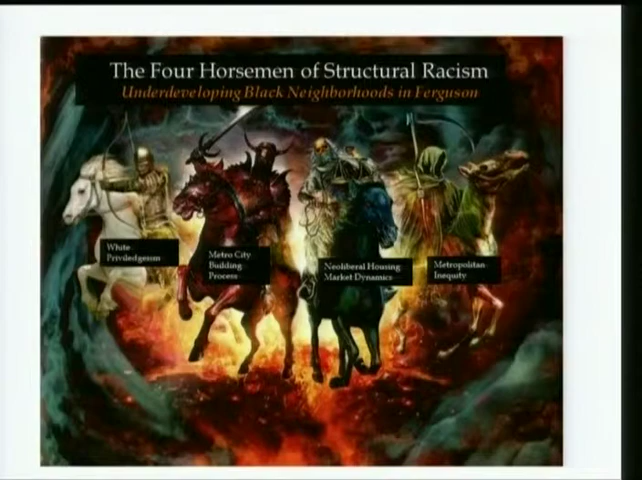 The Four Horsemen of Structural Racism
Underdeveloping Black Neighborhoods in Ferguson
White
Priviledgesm
Metro City
Building
Process
Neoliberal Housing
Market Dynamics
Metropolitan
Inequity